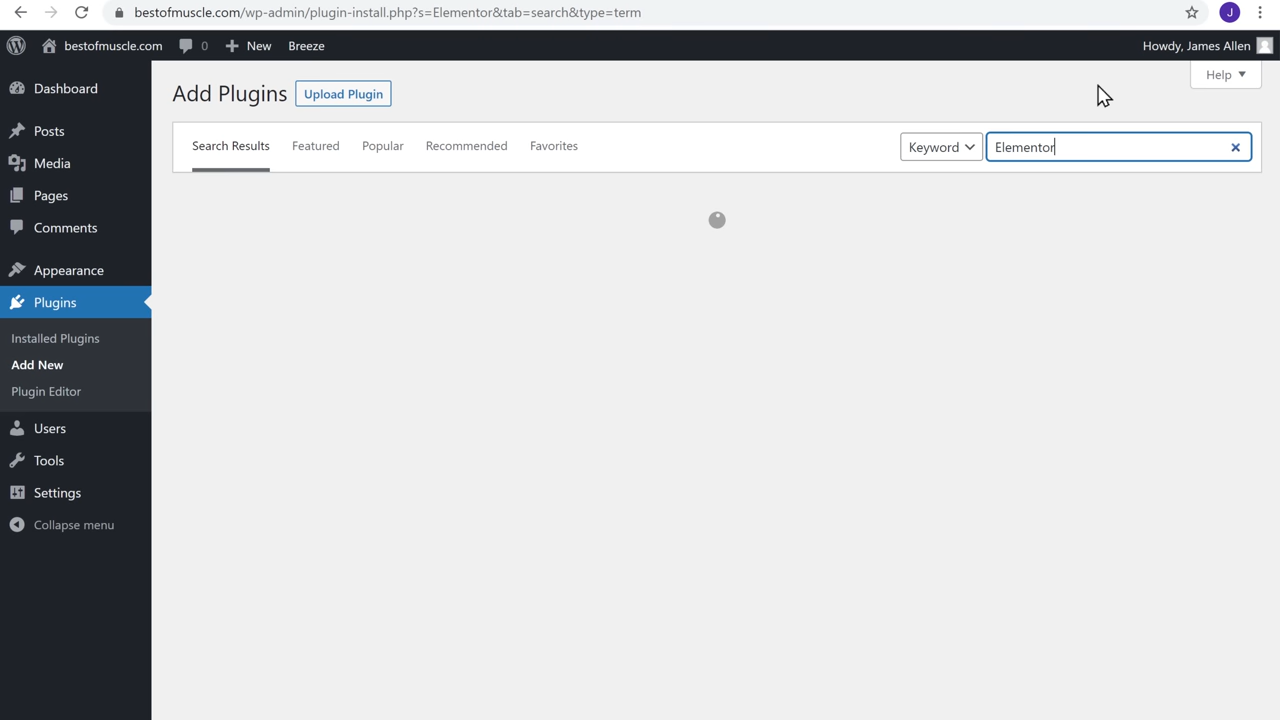 bestofmuscle.com/wp-admin/plugin-install.php?s=Elementor&tab=search&type=term
J
bestofmuscle.com 0 New Breeze Howdy, James Allen
Help
Dashboard
Posts
Media
Pages
Comments
Appearance
Plugins
Installed Plugins
Add New
Plugin Editor
Users
Tools
Settings
Collapse menu
Add Plugins Upload Plugin
Search Results Featured Popular Recommended Favorites Keyword Elementor